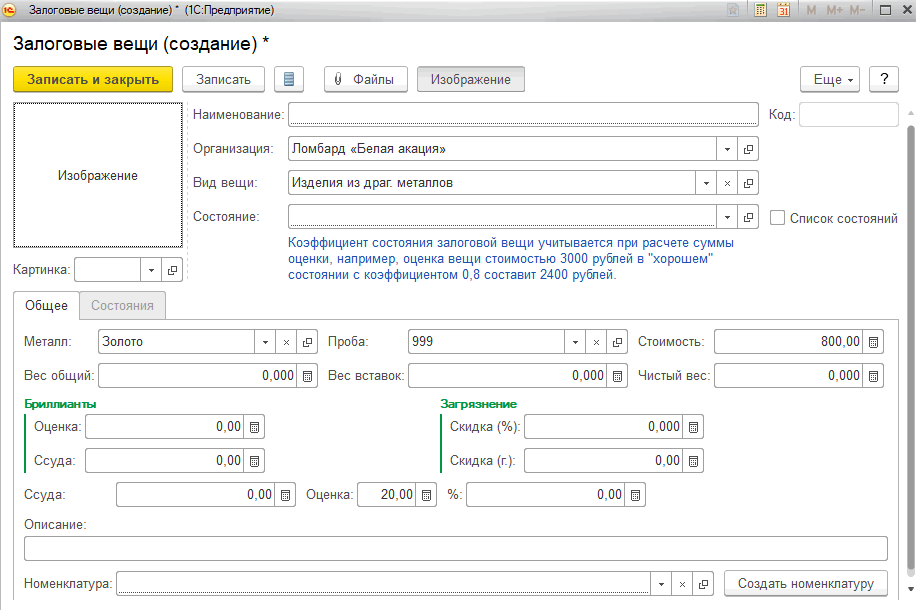 Залоговые вещи (создание) * (1С:Предприятие)
M M+ M-
Залоговые вещи (создание) *
Записать и закрыть Записать Файлы Изображение Еще ?
Изображение
Наименование: Код:
Организация: Ломбард «Белая акация»
Вид вещи: Изделия из драг. металлов
Состояние: Список состояний
Коэффициент состояния залоговой вещи учитывается при расчете суммы
оценки, например, оценка вещи стоимостью 3000 рублей в "хорошем"
состоянии с коэффициентом 0,8 составит 2400 рублей.
Картинка:
Общее Состояния
Металл: Золото Проба: 999 Стоимость: 800,00
Вес общий: 0,000 Вес вставок: 0,000 Чистый вес: 0,000
Бриллианты Загрязнение
Оценка: 0,00 Скидка (%): 0,000
Ссуда: 0,00 Скидка (г.): 0,00
Ссуда: 0,00 Оценка: 20,00 %: 0,00
Описание:
Номенклатура: Создать номенклатуру